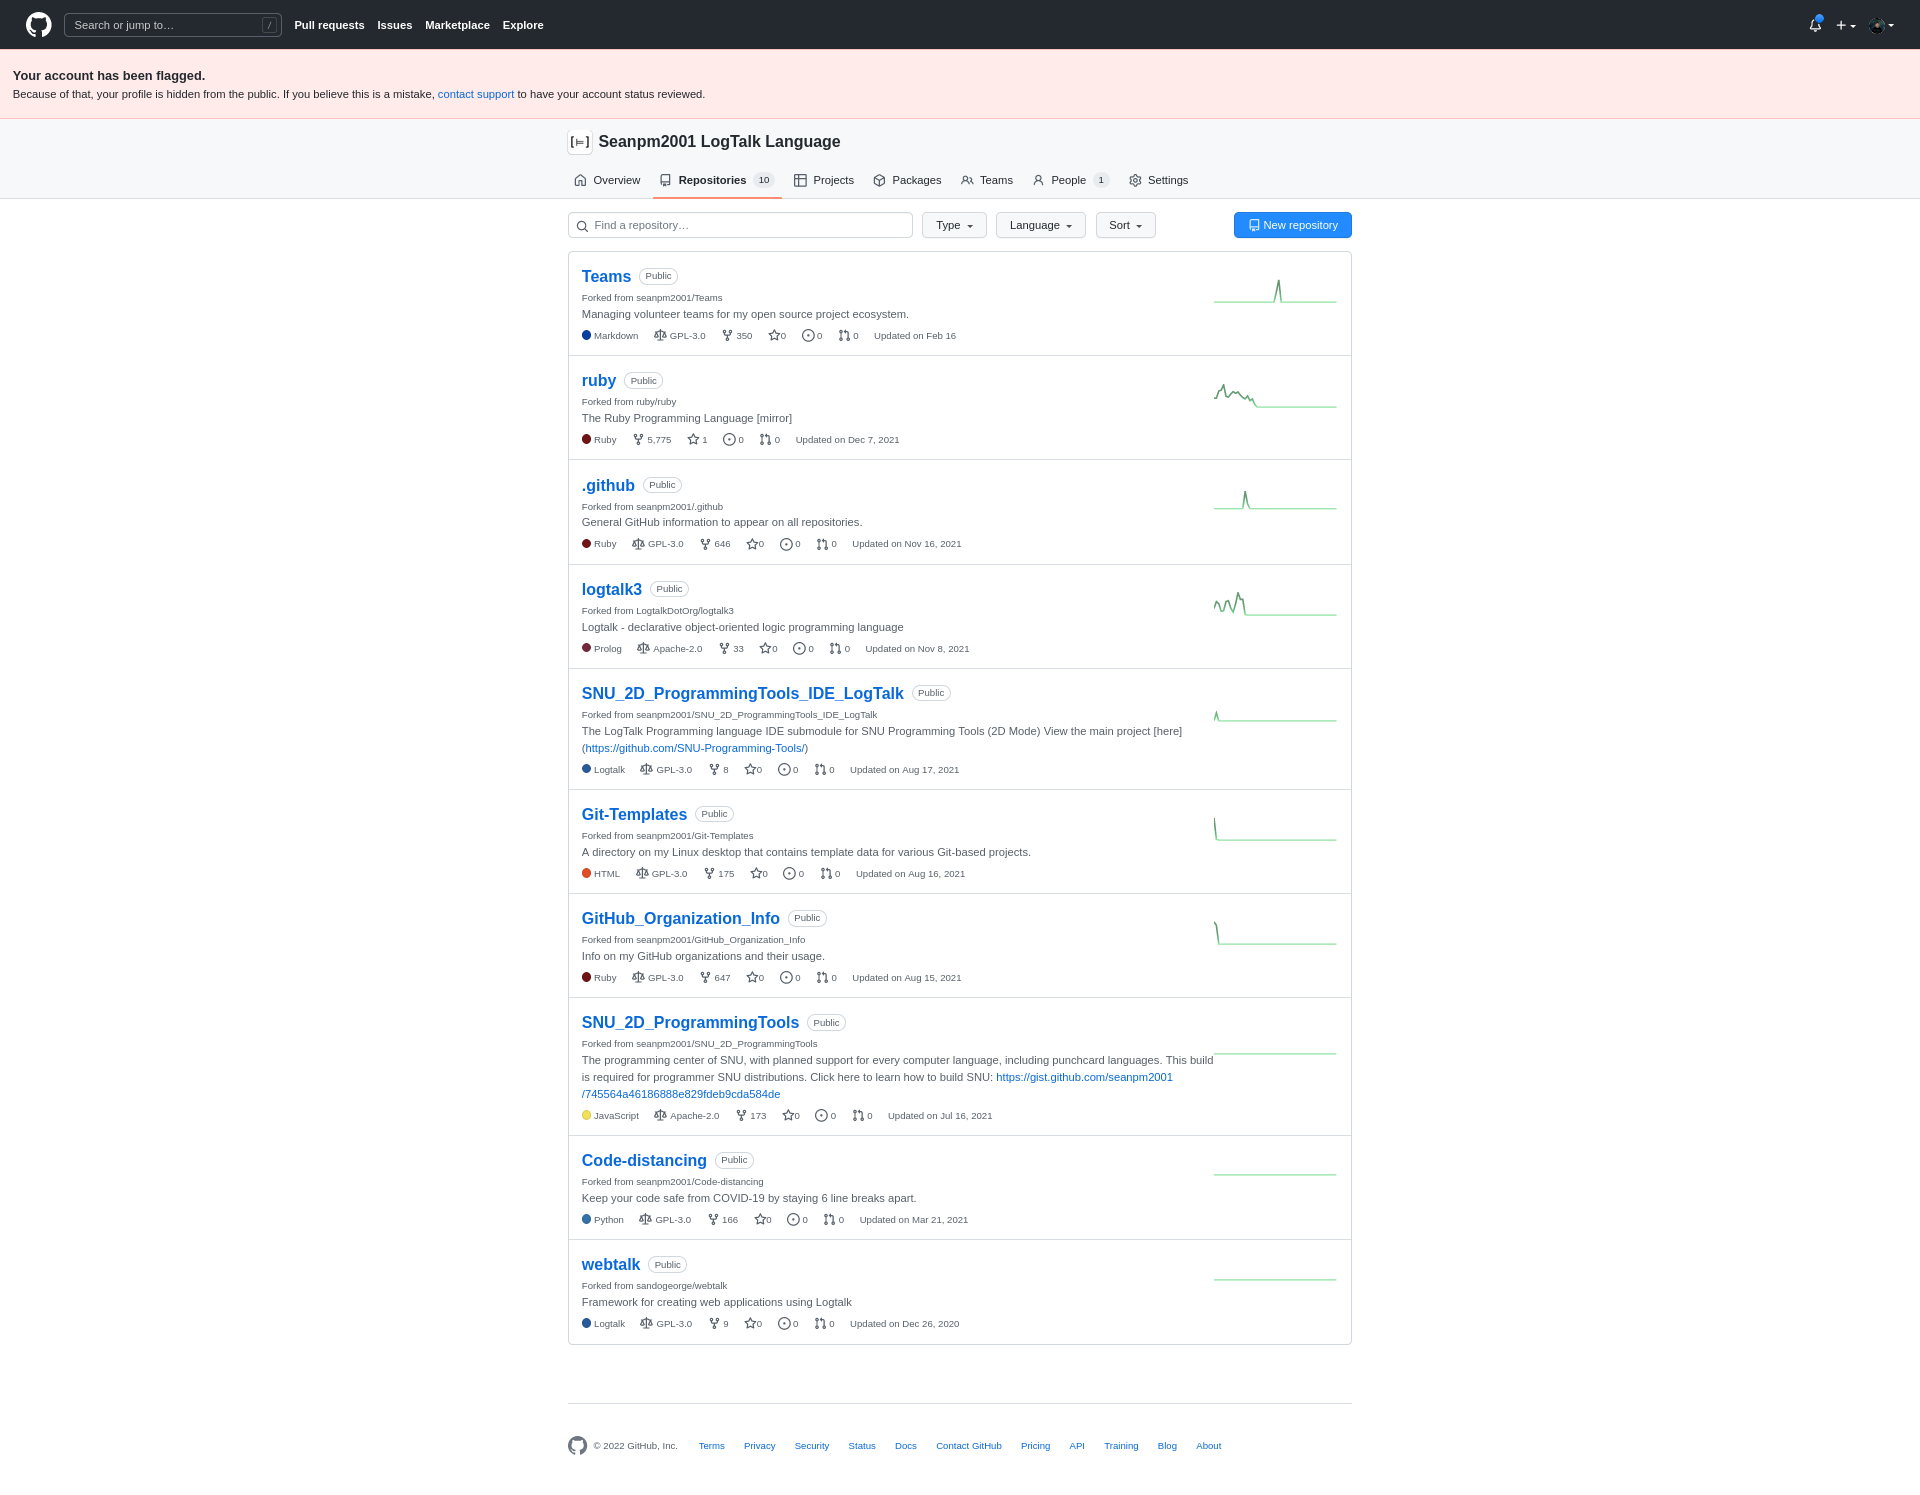 Search or jump to… /
Pull requests Issues Marketplace Explore
Your account has been flagged.
Because of that, your profile is hidden from the public. If you believe this is a mistake, contact support to have your account status reviewed.
Seanpm2001 LogTalk Language
Overview Repositories 10 Projects Packages Teams People 1 Settings
Find a repository… Type Language Sort New repository
Teams Public
Forked from seanpm2001/Teams
Managing volunteer teams for my open source project ecosystem.
Markdown GPL-3.0 350 0 0 0 Updated on Feb 16
ruby Public
Forked from ruby/ruby
The Ruby Programming Language [mirror]
Ruby 5,775 1 0 0 Updated on Dec 7, 2021
.github Public
Forked from seanpm2001/.github
General GitHub information to appear on all repositories.
Ruby GPL-3.0 646 0 0 0 Updated on Nov 16, 2021
logtalk3 Public
Forked from LogtalkDotOrg/logtalk3
Logtalk - declarative object-oriented logic programming language
Prolog Apache-2.0 33 0 0 0 Updated on Nov 8, 2021
SNU_2D_ProgrammingTools_IDE_LogTalk Public
Forked from seanpm2001/SNU_2D_ProgrammingTools_IDE_LogTalk
The LogTalk Programming language IDE submodule for SNU Programming Tools (2D Mode) View the main project [here]
(https://github.com/SNU-Programming-Tools/)
Logtalk GPL-3.0 8 0 0 0 Updated on Aug 17, 2021
Git-Templates Public
Forked from seanpm2001/Git-Templates
A directory on my Linux desktop that contains template data for various Git-based projects.
HTML GPL-3.0 175 0 0 0 Updated on Aug 16, 2021
GitHub_Organization_Info Public
Forked from seanpm2001/GitHub_Organization_Info
Info on my GitHub organizations and their usage.
Ruby GPL-3.0 647 0 0 0 Updated on Aug 15, 2021
SNU_2D_ProgrammingTools Public
Forked from seanpm2001/SNU_2D_ProgrammingTools
The programming center of SNU, with planned support for every computer language, including punchcard languages. This build
is required for programmer SNU distributions. Click here to learn how to build SNU: https://gist.github.com/seanpm2001
/745564a46186888e829fdeb9cda584de
JavaScript Apache-2.0 173 0 0 0 Updated on Jul 16, 2021
Code-distancing Public
Forked from seanpm2001/Code-distancing
Keep your code safe from COVID-19 by staying 6 line breaks apart.
Python GPL-3.0 166 0 0 0 Updated on Mar 21, 2021
webtalk Public
Forked from sandogeorge/webtalk
Framework for creating web applications using Logtalk
Logtalk GPL-3.0 9 0 0 0 Updated on Dec 26, 2020
© 2022 GitHub, Inc. Terms Privacy Security Status Docs Contact GitHub Pricing API Training Blog About